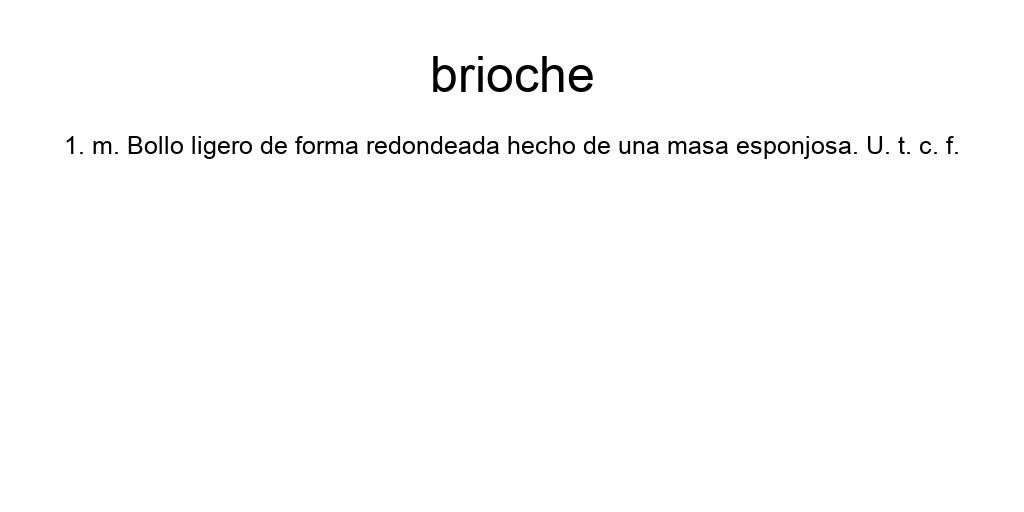 brioche
1. m. Bollo ligero de forma redondeada hecho de una masa esponjosa. U. t. c. f.